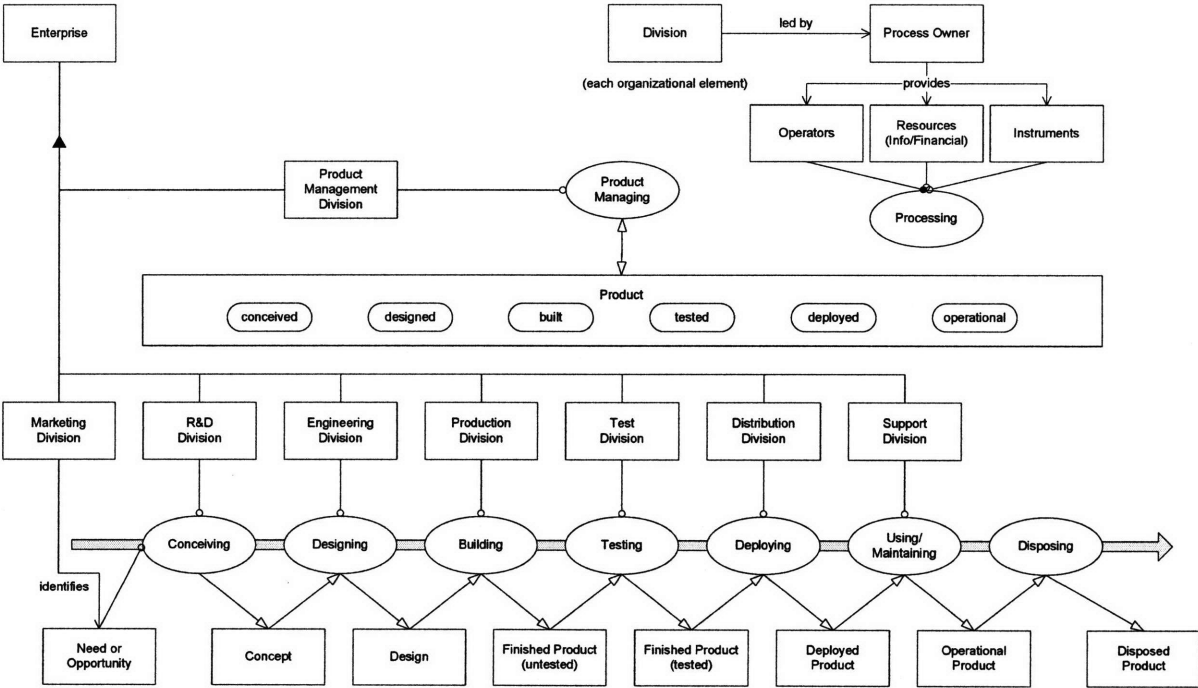 Enterprise
Division
led by
Process Owner
(each organizational element)
provides
Operators
Resources
(Info/Financial)
Instruments
Product
Management
Division
Product
Managing
Processing
Product
conceived
designed
built
tested
deployed
operational
Marketing
Division
R&D
Division
Engineering
Division
Production
Division
Test
Division
Distribution
Division
Support
Division
Conceiving
Designing
Building
Testing
Deploying
Using/
Maintaining
Disposing
identifies
Need or
Opportunity
Concept
Design
Finished Product
(untested)
Finished Product
(tested)
Deployed
Product
Operational
Product
Disposed
Product